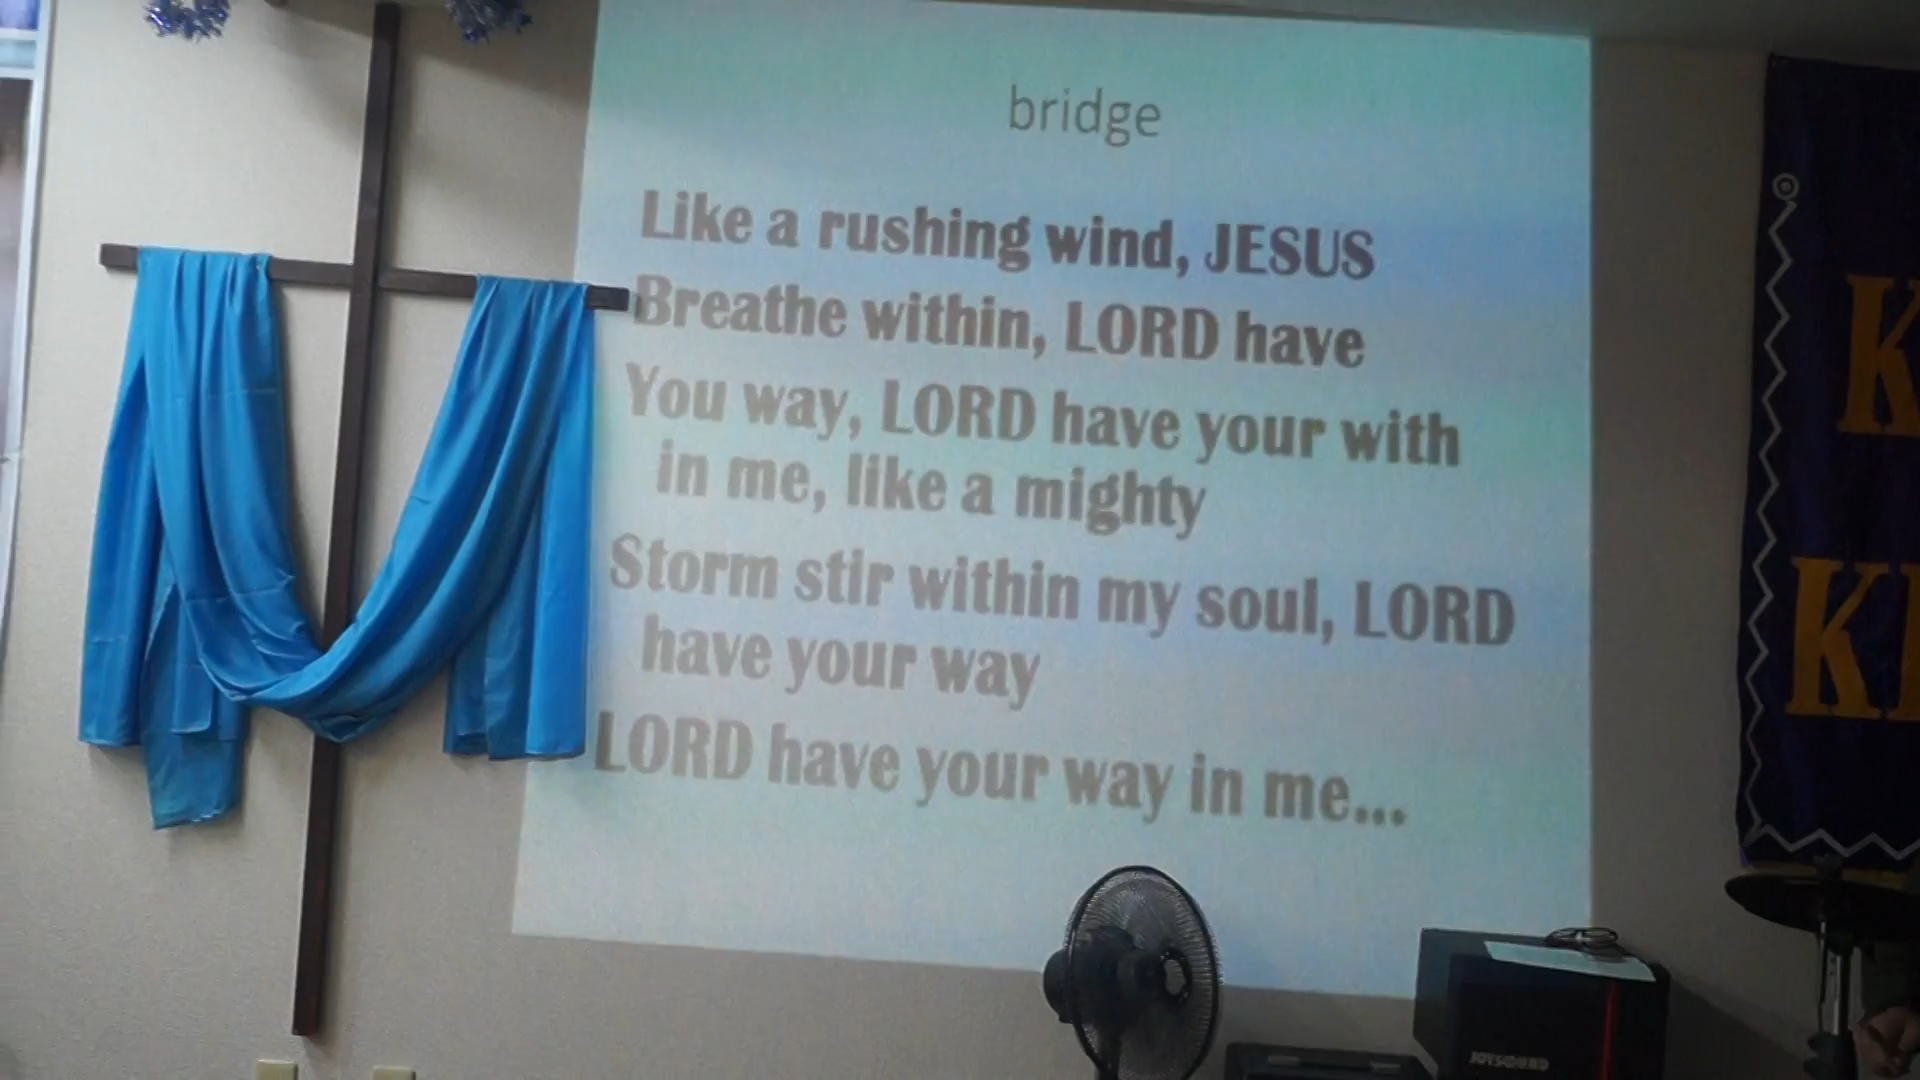 bridge
Like a rushing wind, JESUS
Breathe within, LORD have
You way, LORD have your with
in me, like a mighty
Storm stir within my soul, LORD
have your way
LORD have your way in me...
K
K
JOYSOUND